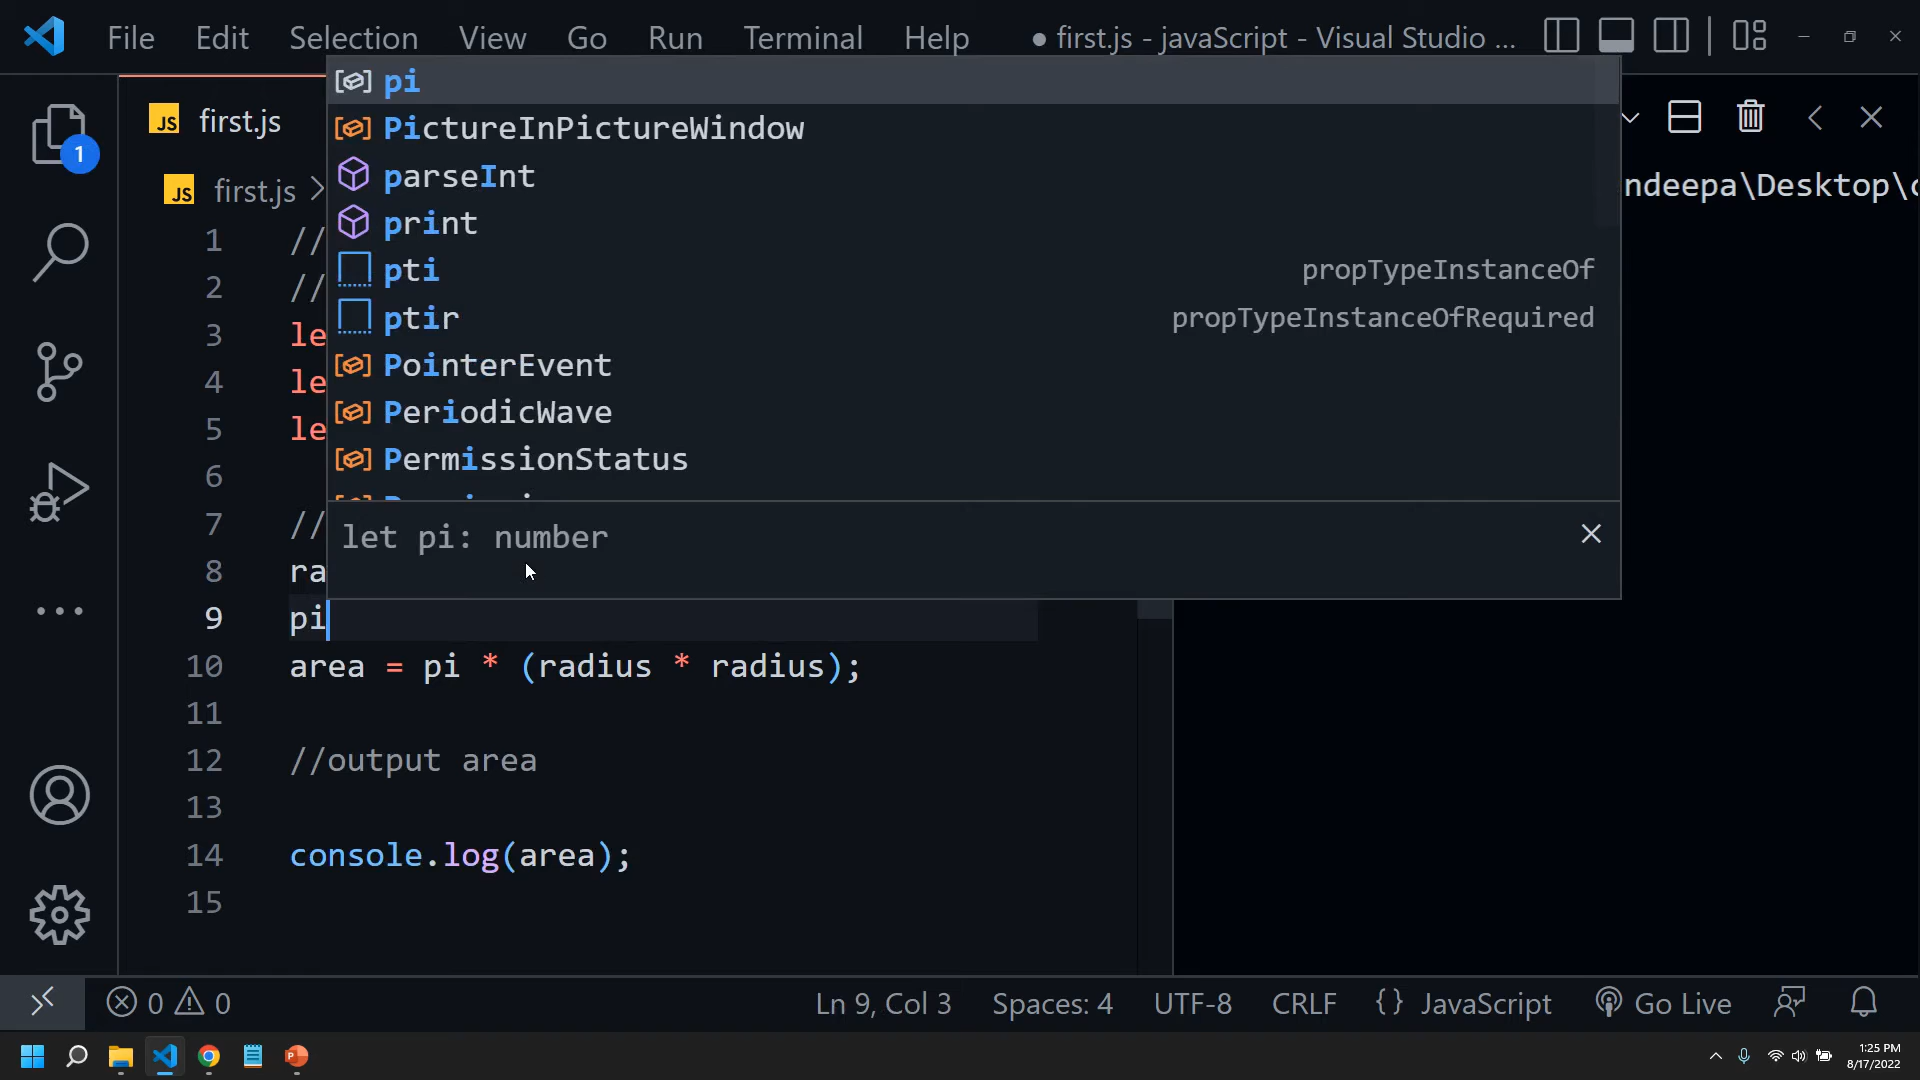 File Edit Selection View Go Run Terminal Help ● first.js - javaScript - Visual Studio ...
JS first.js
JS first.js >
1
ndeepa\Desktop\
pi
PictureInPictureWindow
parseInt
print
pti propTypeInstanceOf
ptir propTypeInstanceOfRequired
PointerEvent
PeriodicWave
PermissionStatus
let pi: number
1 //
2 //
3 le
4 le
5 le
6
7 //
8 ra
9 pi
10 area = pi * (radius * radius);
11
12 //output area
13
14 console.log(area);
15
0 0 Ln 9, Col 3 Spaces: 4 UTF-8 CRLF {} JavaScript Go Live
1:25 PM
8/17/2022